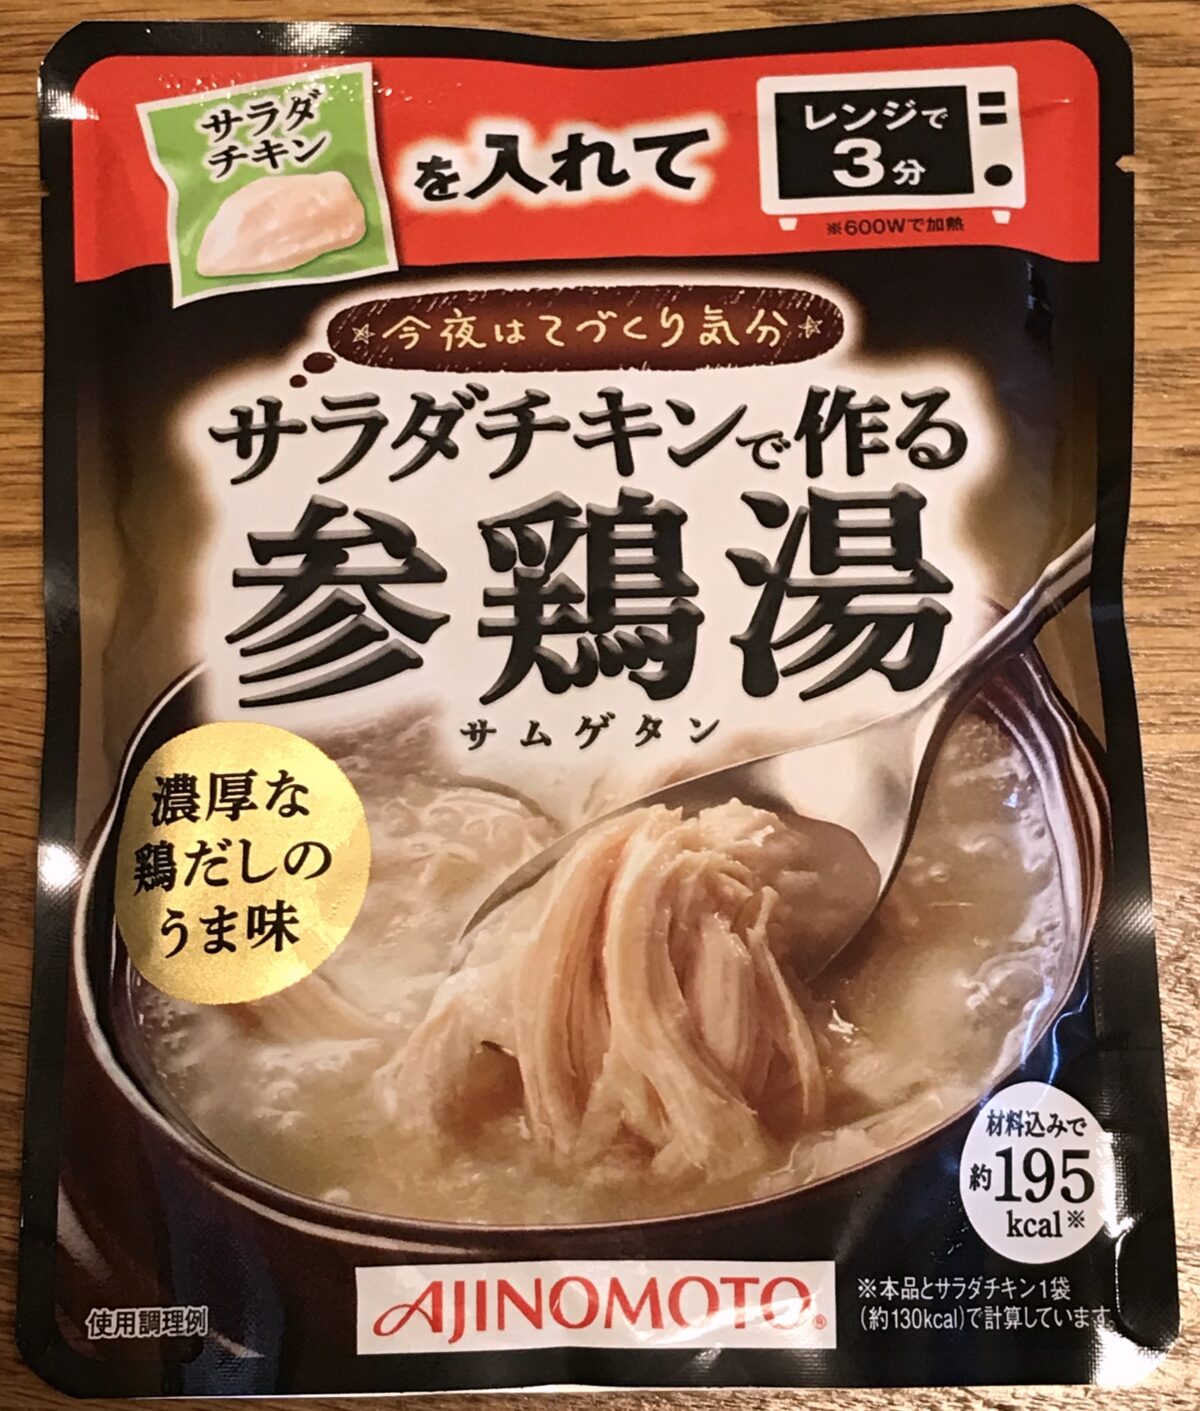 サラダ
チキン
を入れて
レンジで
3分
※600Wで加熱
☆今夜はてづくり気分☆
サラダチキンで作る
参鶏湯
サムゲタン
濃厚な
鶏だしの
うま味
材料込みで
約195
kcal※
AJINOMOTO®
※本品とサラダチキン1袋
(約130kcal)で計算しています。
使用調理例